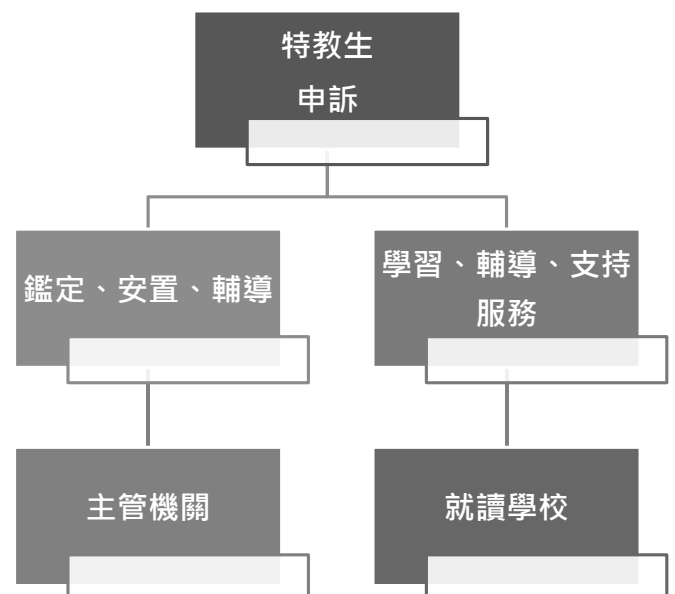 特教生
申訴
鑑定、安置、輔導
學習、輔導、支持
服務
主管機關
就讀學校